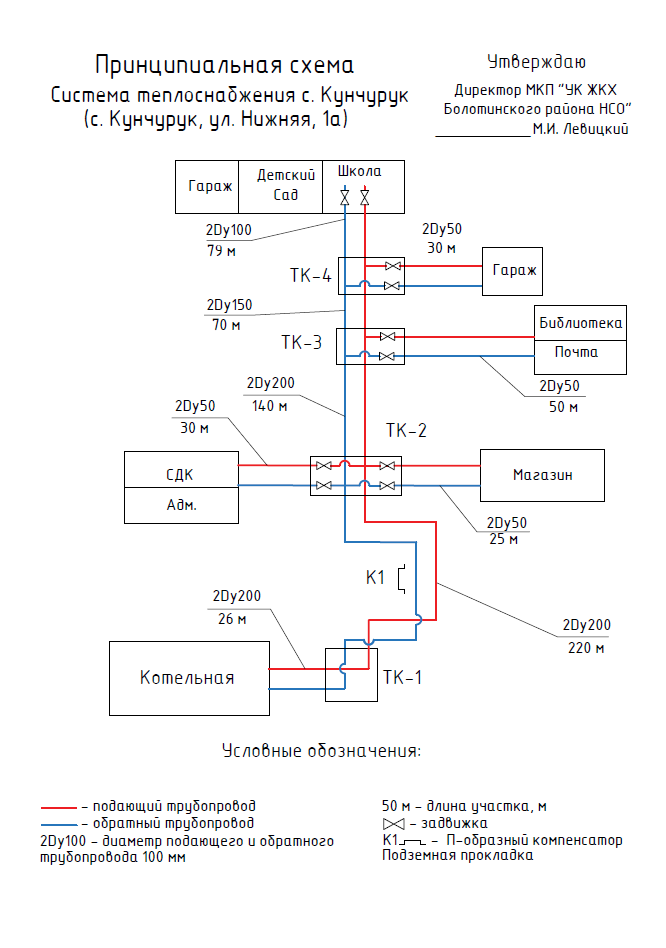 Принципиальная схема
Система теплоснабжения с. Кунчурук
(с. Кунчурук, ул. Нижняя, 1а)
Утверждаю
Директор МКП "УК ЖКХ
Болотинского района НСО"
____________ М.И. Левицкий
Гараж
Детский
Сад
Школа
2Dy100
79 м
2Dy50
30 м
ТК-4
Гараж
2Dy150
70 м
ТК-3
Библиотека
Почта
2Dy50
50 м
2Dy200
140 м
2Dy50
30 м
ТК-2
СДК
Адм.
Магазин
2Dy50
25 м
К1
2Dy200
26 м
2Dy200
220 м
Котельная
ТК-1
Условные обозначения:
- подающий трубопровод
- обратный трубопровод
2Dy100 - диаметр подающего и обратного
трубопровода 100 мм
50 м - длина участка, м
- задвижка
К1 - П-образный компенсатор
Подземная прокладка